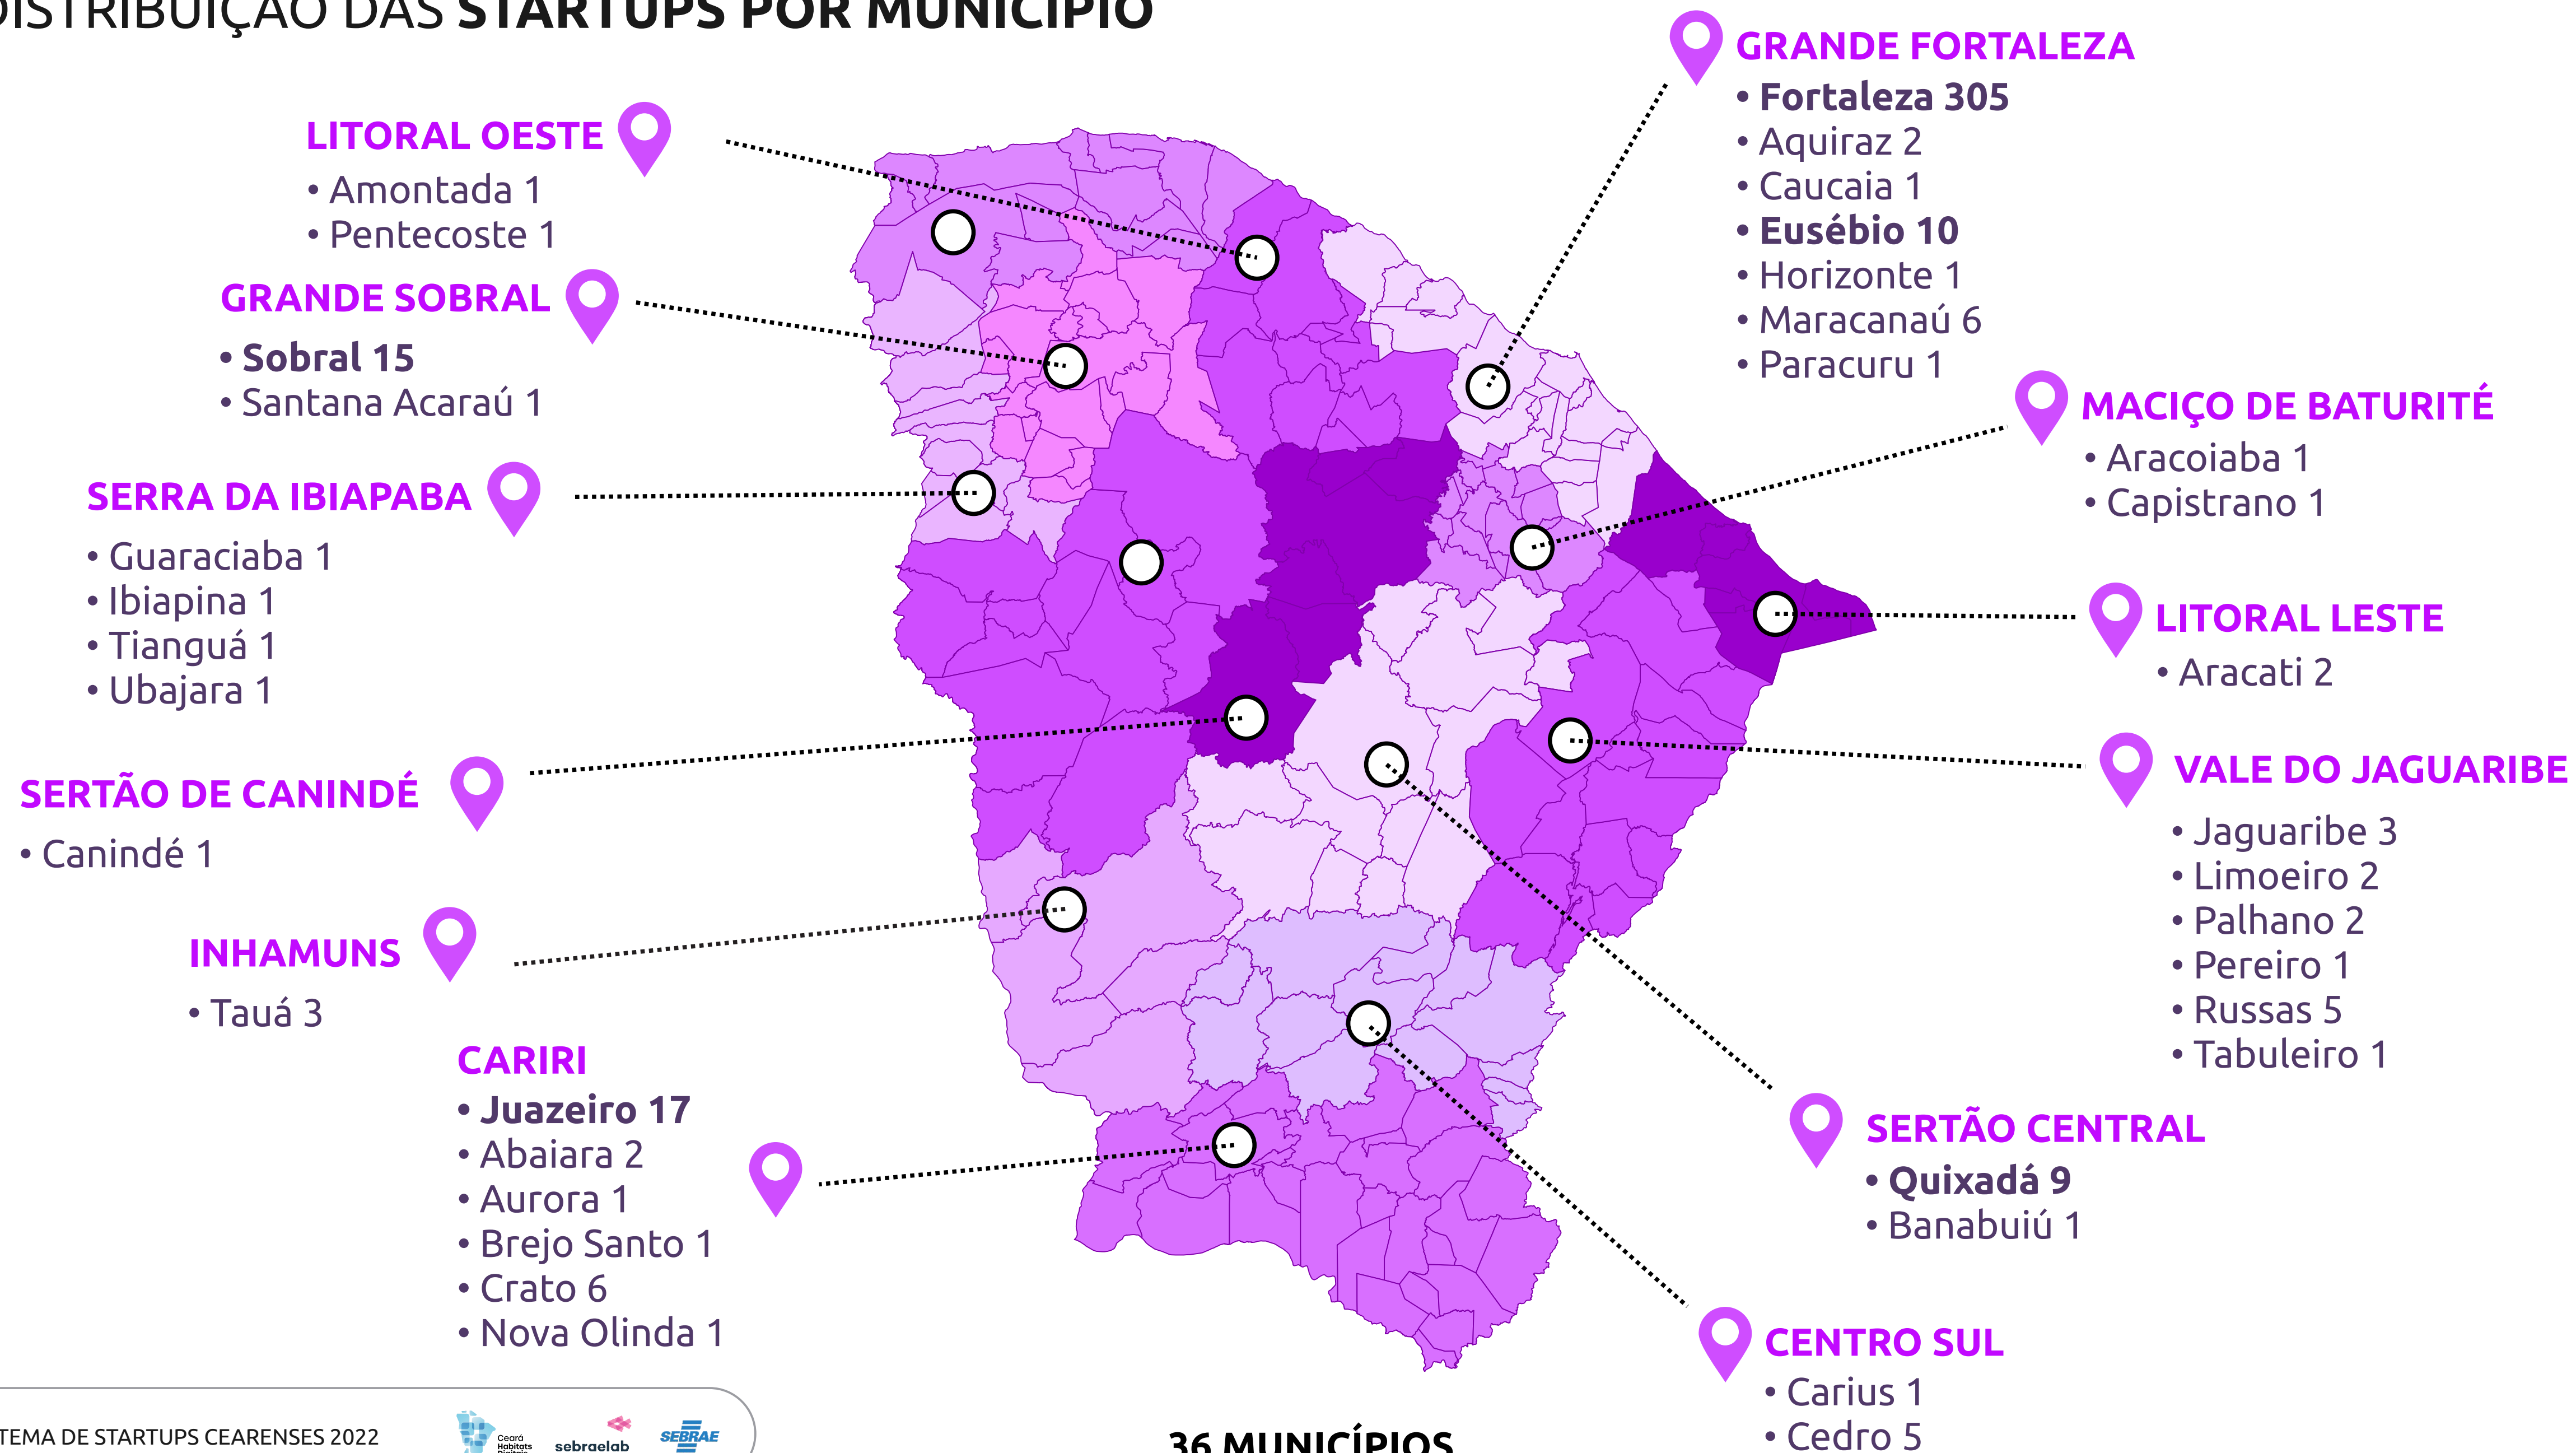 DISTRIBUIÇÃO DAS STARTUPS POR MUNICÍPIO
LITORAL OESTE
• Amontada 1
• Pentecoste 1
GRANDE SOBRAL
• Sobral 15
• Santana Acaraú 1
SERRA DA IBIAPABA
• Guaraciaba 1
• Ibiapina 1
• Tianguá 1
• Ubajara 1
SERTÃO DE CANINDÉ
• Canindé 1
INHAMUNS
• Tauá 3
CARIRI
• Juazeiro 17
• Abaiara 2
• Aurora 1
• Brejo Santo 1
• Crato 6
• Nova Olinda 1
GRANDE FORTALEZA
• Fortaleza 305
• Aquiraz 2
• Caucaia 1
• Eusébio 10
• Horizonte 1
• Maracanaú 6
• Paracuru 1
MACIÇO DE BATURITÉ
• Aracoiaba 1
• Capistrano 1
LITORAL LESTE
• Aracati 2
VALE DO JAGUARIBE
• Jaguaribe 3
• Limoeiro 2
• Palhano 2
• Pereiro 1
• Russas 5
• Tabuleiro 1
SERTÃO CENTRAL
• Quixadá 9
• Banabuiú 1
CENTRO SUL
• Carius 1
• Cedro 5
TEMA DE STARTUPS CEARENSES 2022
Ceará
Habitats
Digitais
sebraelab
SEBRAE
36 MUNICÍPIOS